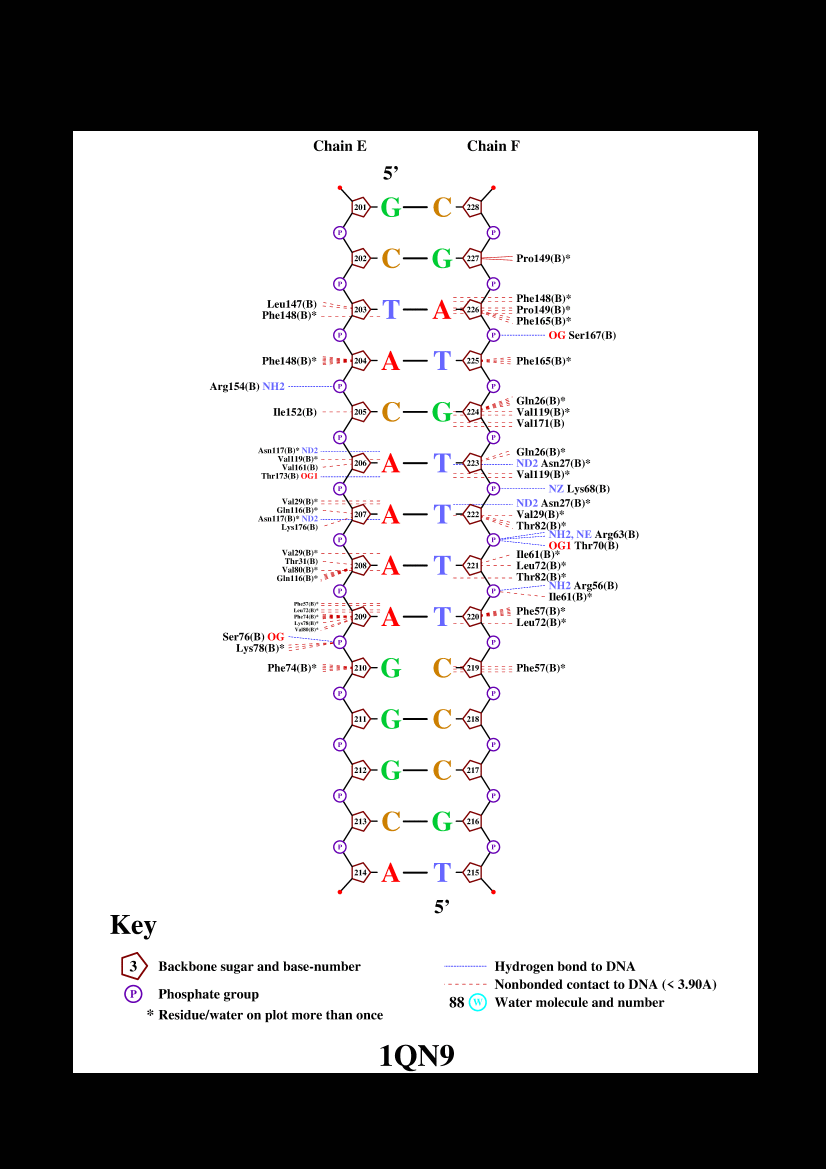 Chain E Chain F
5’
201 G C 228
P P
202 C G 227 Pro149(B)*
P P
Phe148(B)*
Leu147(B) Pro149(B)*
Phe148(B)* 203 T A 226 Phe165(B)*
P P OG Ser167(B)
Phe148(B)* 204 A T 225 Phe165(B)*
Arg154(B) NH2 P P
Gln26(B)*
Ile152(B) 205 C G 224 Val119(B)*
Val171(B)
P P
Asn117(B)* ND2 Gln26(B)*
Val119(B)* 206 A T 223 ND2 Asn27(B)*
Val161(B) Val119(B)*
Thr173(B) OG1
P P NZ Lys68(B)
Val29(B)* ND2 Asn27(B)*
Gln116(B)* 207 A T 222 Val29(B)*
Asn117(B)* ND2 Thr82(B)*
Lys176(B)
P P NH2, NE Arg63(B)
OG1 Thr70(B)
Val29(B)* Ile61(B)*
Thr31(B) 208 A T 221 Leu72(B)*
Val80(B)* Thr82(B)*
Gln116(B)*
P P NH2 Arg56(B)
Ile61(B)*
Phe57(B)*
Leu72(B)* Phe57(B)*
Phe74(B)* 209 A T 220 Leu72(B)*
Lys78(B)*
Val80(B)*
Ser76(B) OG P P
Lys78(B)*
Phe74(B)* 210 G C 219 Phe57(B)*
P P
211 G C 218
P P
212 G C 217
P P
213 C G 216
P P
214 A T 215
5’
Key
3 Backbone sugar and base-number
P Phosphate group
* Residue/water on plot more than once
Hydrogen bond to DNA
Nonbonded contact to DNA (< 3.90A)
88 W Water molecule and number
1QN9